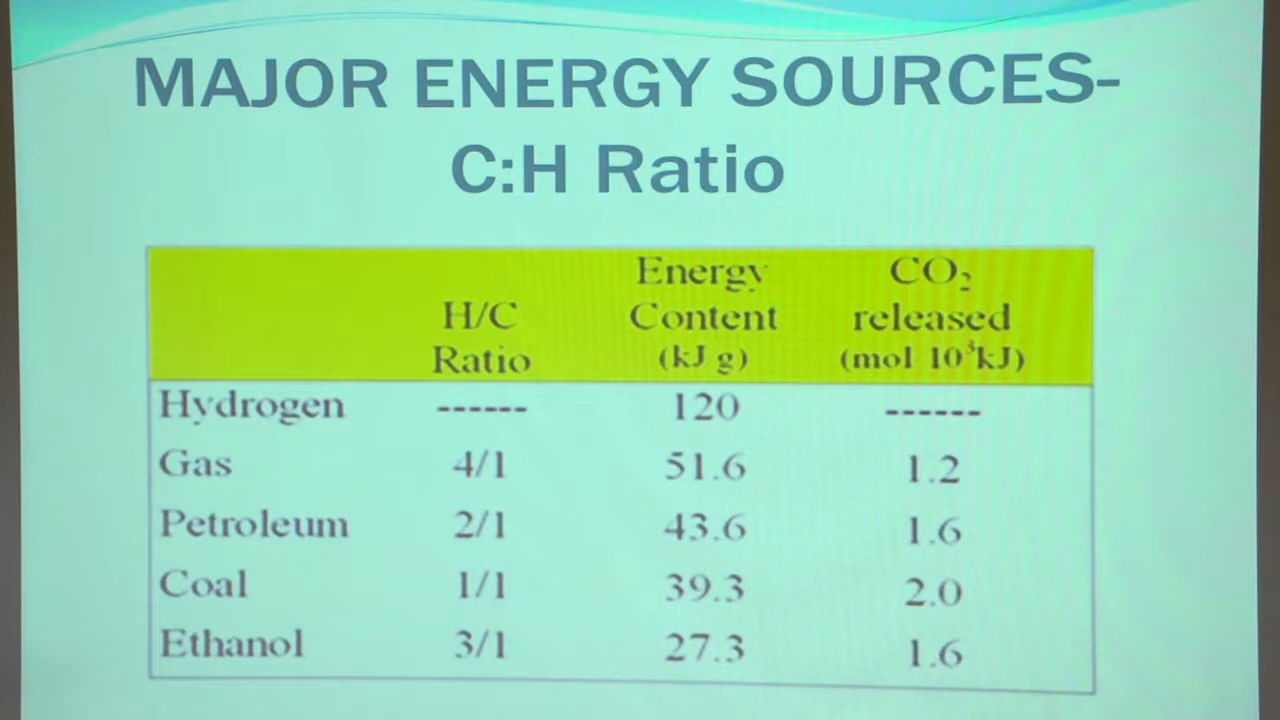 MAJOR ENERGY SOURCES-
C:H Ratio
H/C Ratio Energy Content (kJ g) CO₂ released (mol 10³kJ)
Hydrogen ------ 120 ------
Gas 4/1 51.6 1.2
Petroleum 2/1 43.6 1.6
Coal 1/1 39.3 2.0
Ethanol 3/1 27.3 1.6